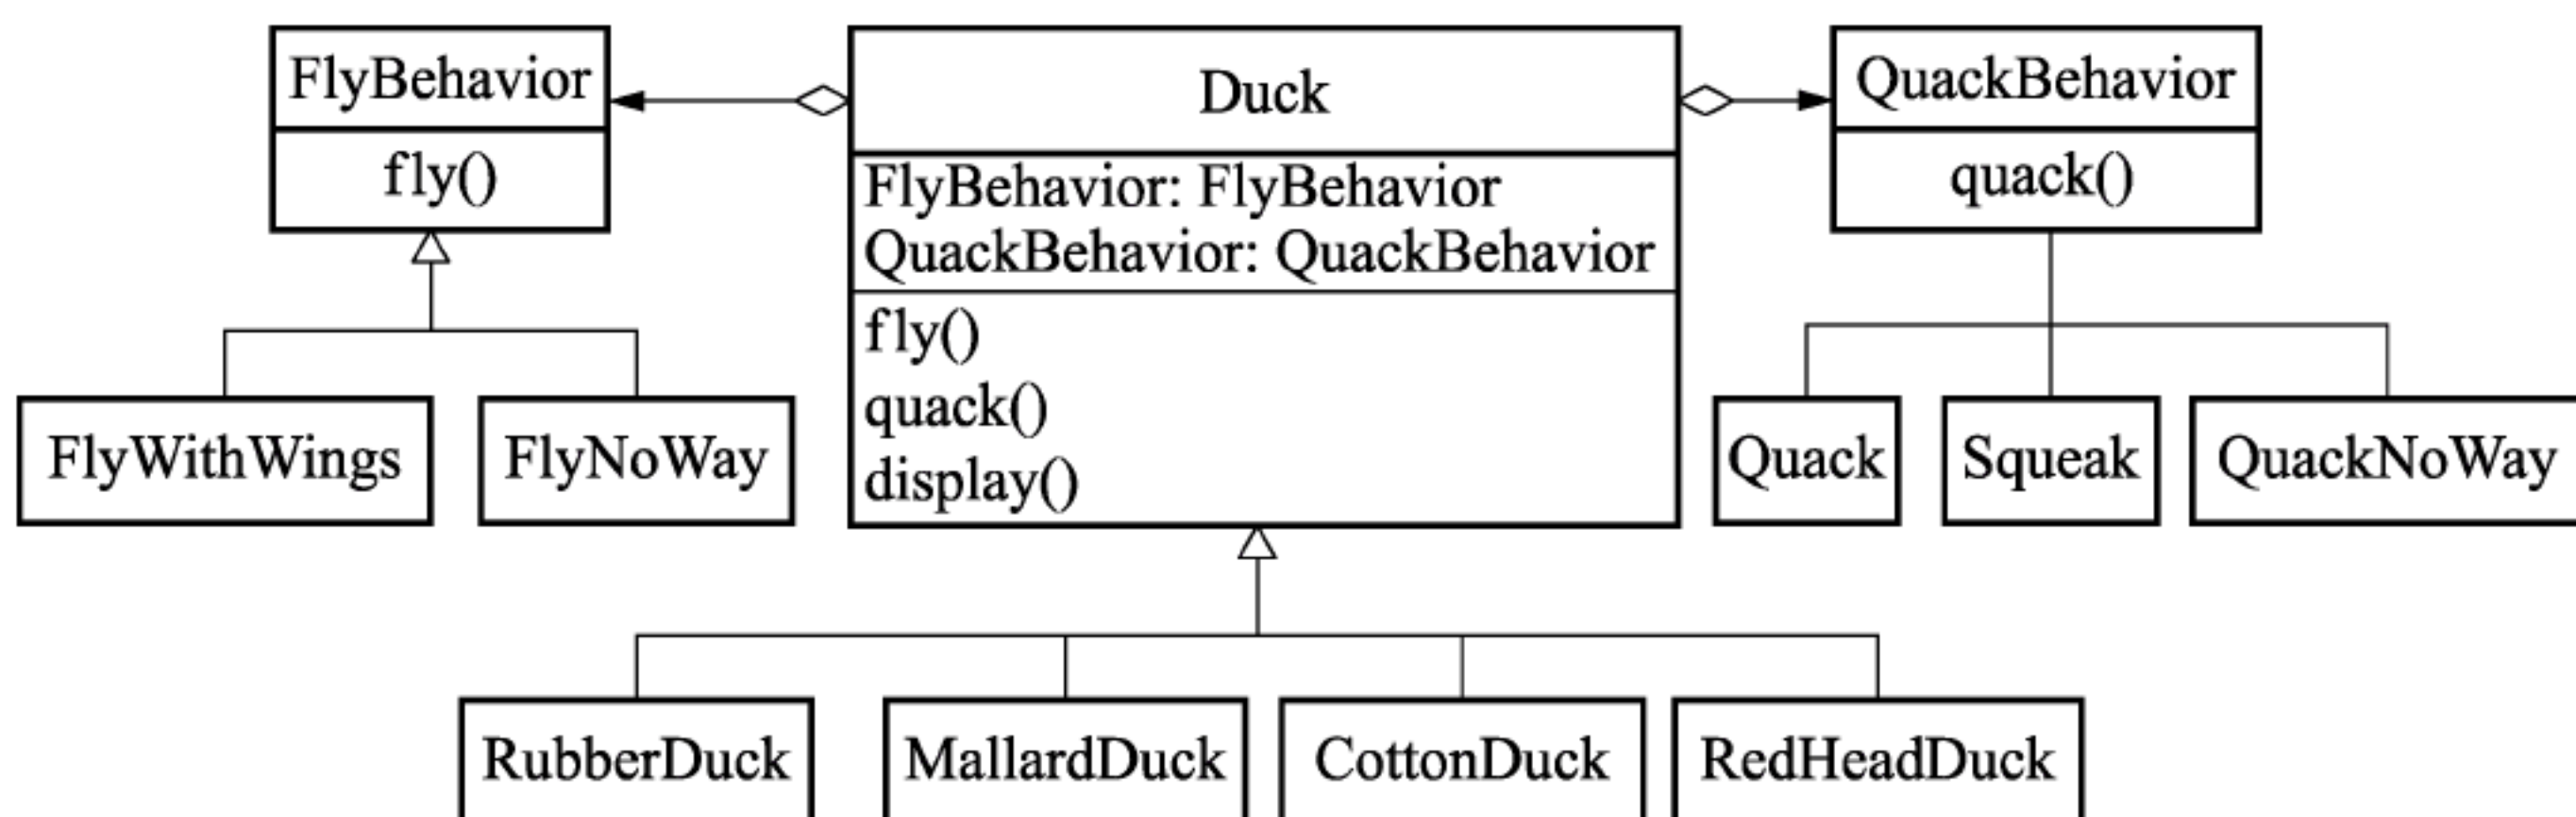 FlyBehavior
fly()
Duck
FlyBehavior: FlyBehavior
QuackBehavior: QuackBehavior
fly()
quack()
display()
QuackBehavior
quack()
FlyWithWings
FlyNoWay
Quack
Squeak
QuackNoWay
RubberDuck
MallardDuck
CottonDuck
RedHeadDuck